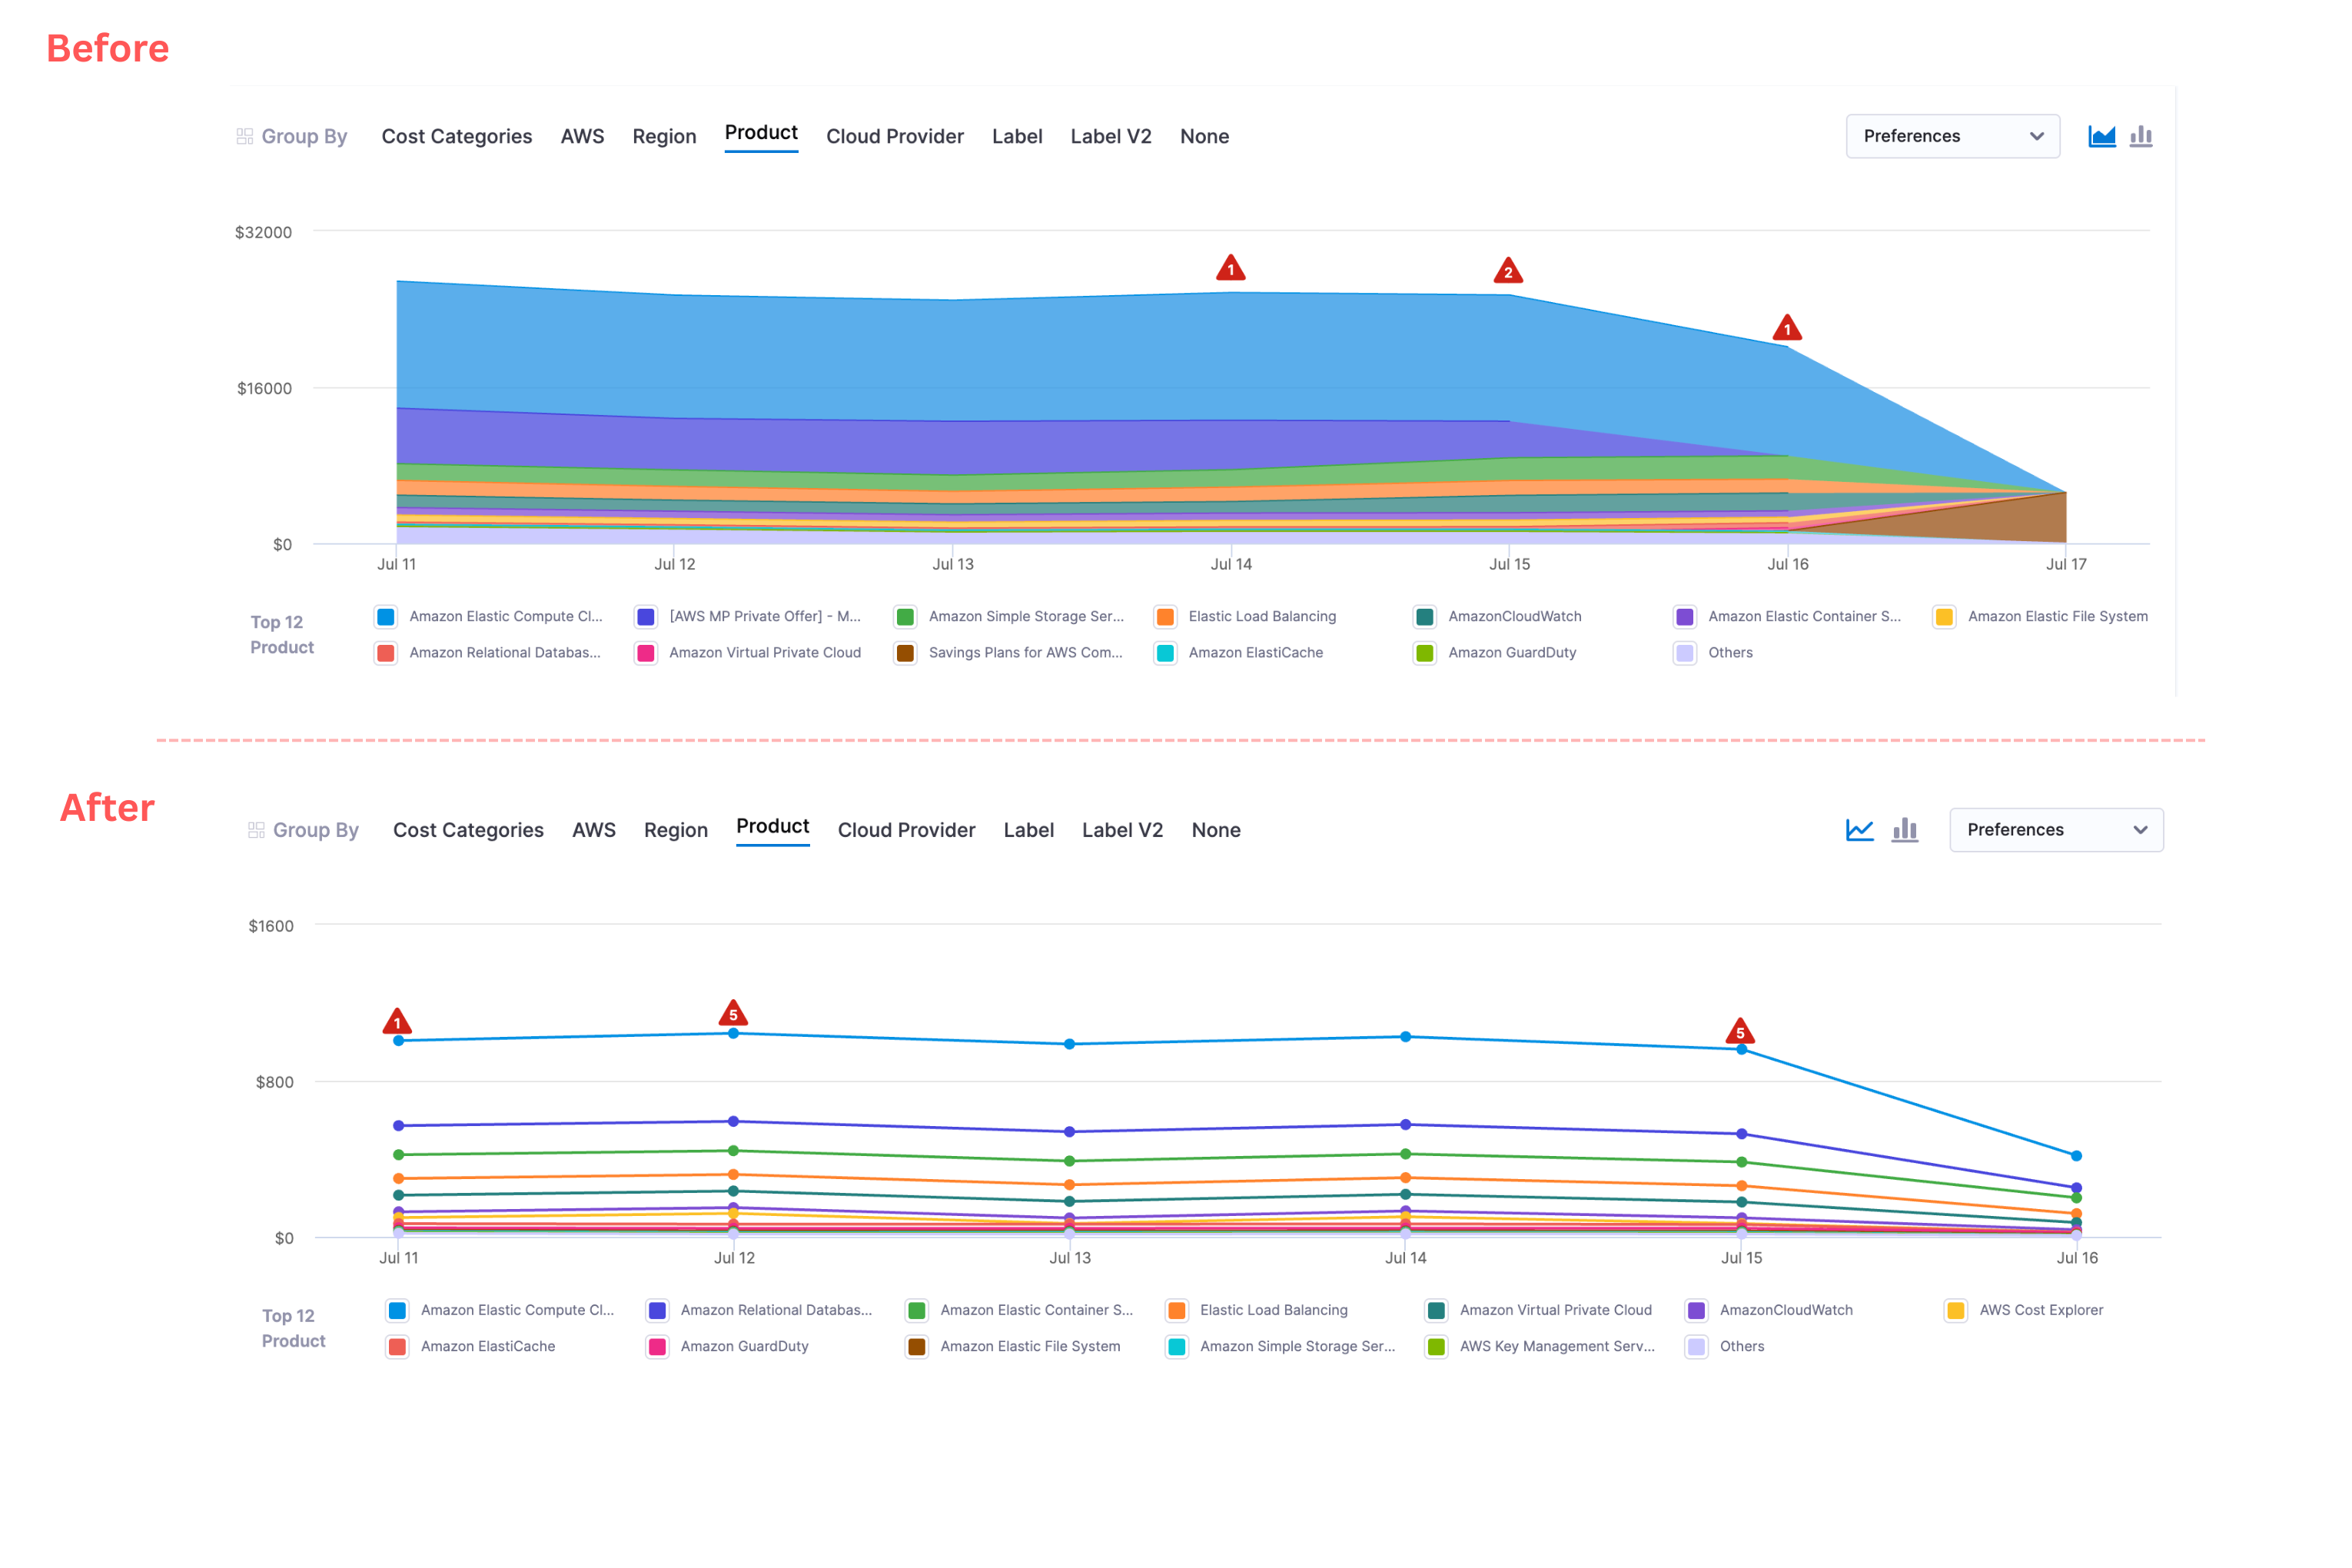 Before
Group By Cost Categories AWS Region Product Cloud Provider Label Label V2 None Preferences
$32000
1
2
1
$16000
$0
Jul 11 Jul 12 Jul 13 Jul 14 Jul 15 Jul 16 Jul 17
Top 12 Product
Amazon Elastic Compute Cl... [AWS MP Private Offer] - M... Amazon Simple Storage Ser... Elastic Load Balancing AmazonCloudWatch Amazon Elastic Container S... Amazon Elastic File System
Amazon Relational Databas... Amazon Virtual Private Cloud Savings Plans for AWS Com... Amazon ElastiCache Amazon GuardDuty Others
After
Group By Cost Categories AWS Region Product Cloud Provider Label Label V2 None Preferences
$1600
1
5
5
$800
$0
Jul 11 Jul 12 Jul 13 Jul 14 Jul 15 Jul 16
Top 12 Product
Amazon Elastic Compute Cl... Amazon Relational Databas... Amazon Elastic Container S... Elastic Load Balancing Amazon Virtual Private Cloud AmazonCloudWatch AWS Cost Explorer
Amazon ElastiCache Amazon GuardDuty Amazon Elastic File System Amazon Simple Storage Ser... AWS Key Management Serv... Others